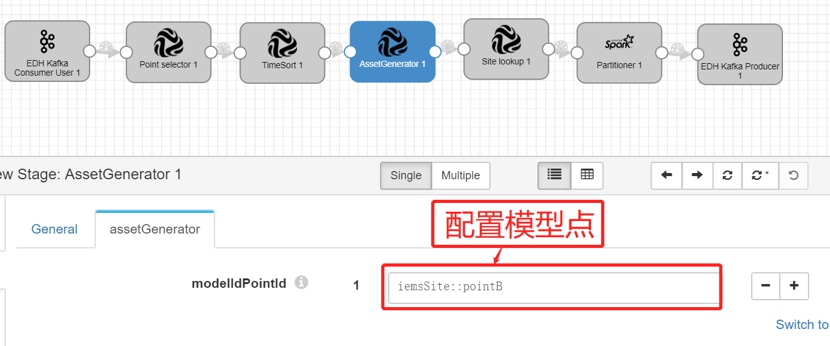 EDH Kafka
Consumer User 1
Point selector 1
TimeSort 1
AssetGenerator 1
Site lookup 1
Spark
Partitioner 1
EDH Kafka Producer
1
ew Stage: AssetGenerator 1
Single
Multiple
General
assetGenerator
配置模型点
modelIdPointId
1
iemsSite::pointB
Switch to